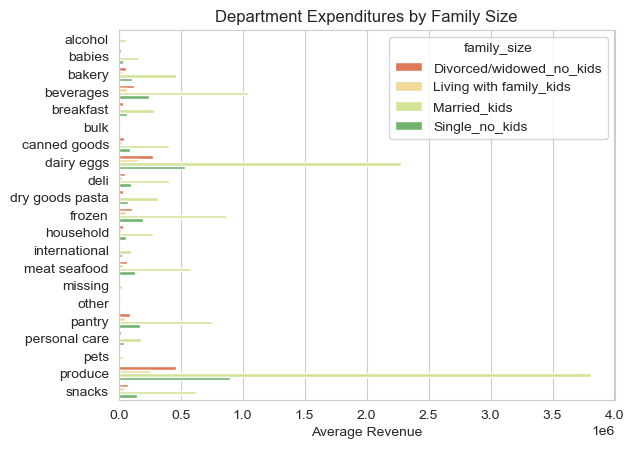 Department Expenditures by Family Size
alcohol
babies
bakery
beverages
breakfast
bulk
canned goods
dairy eggs
deli
dry goods pasta
frozen
household
international
meat seafood
missing
other
pantry
personal care
pets
produce
snacks
family_size
Divorced/widowed_no_kids
Living with family_kids
Married_kids
Single_no_kids
0.0 0.5 1.0 1.5 2.0 2.5 3.0 3.5 4.0
1e6
Average Revenue